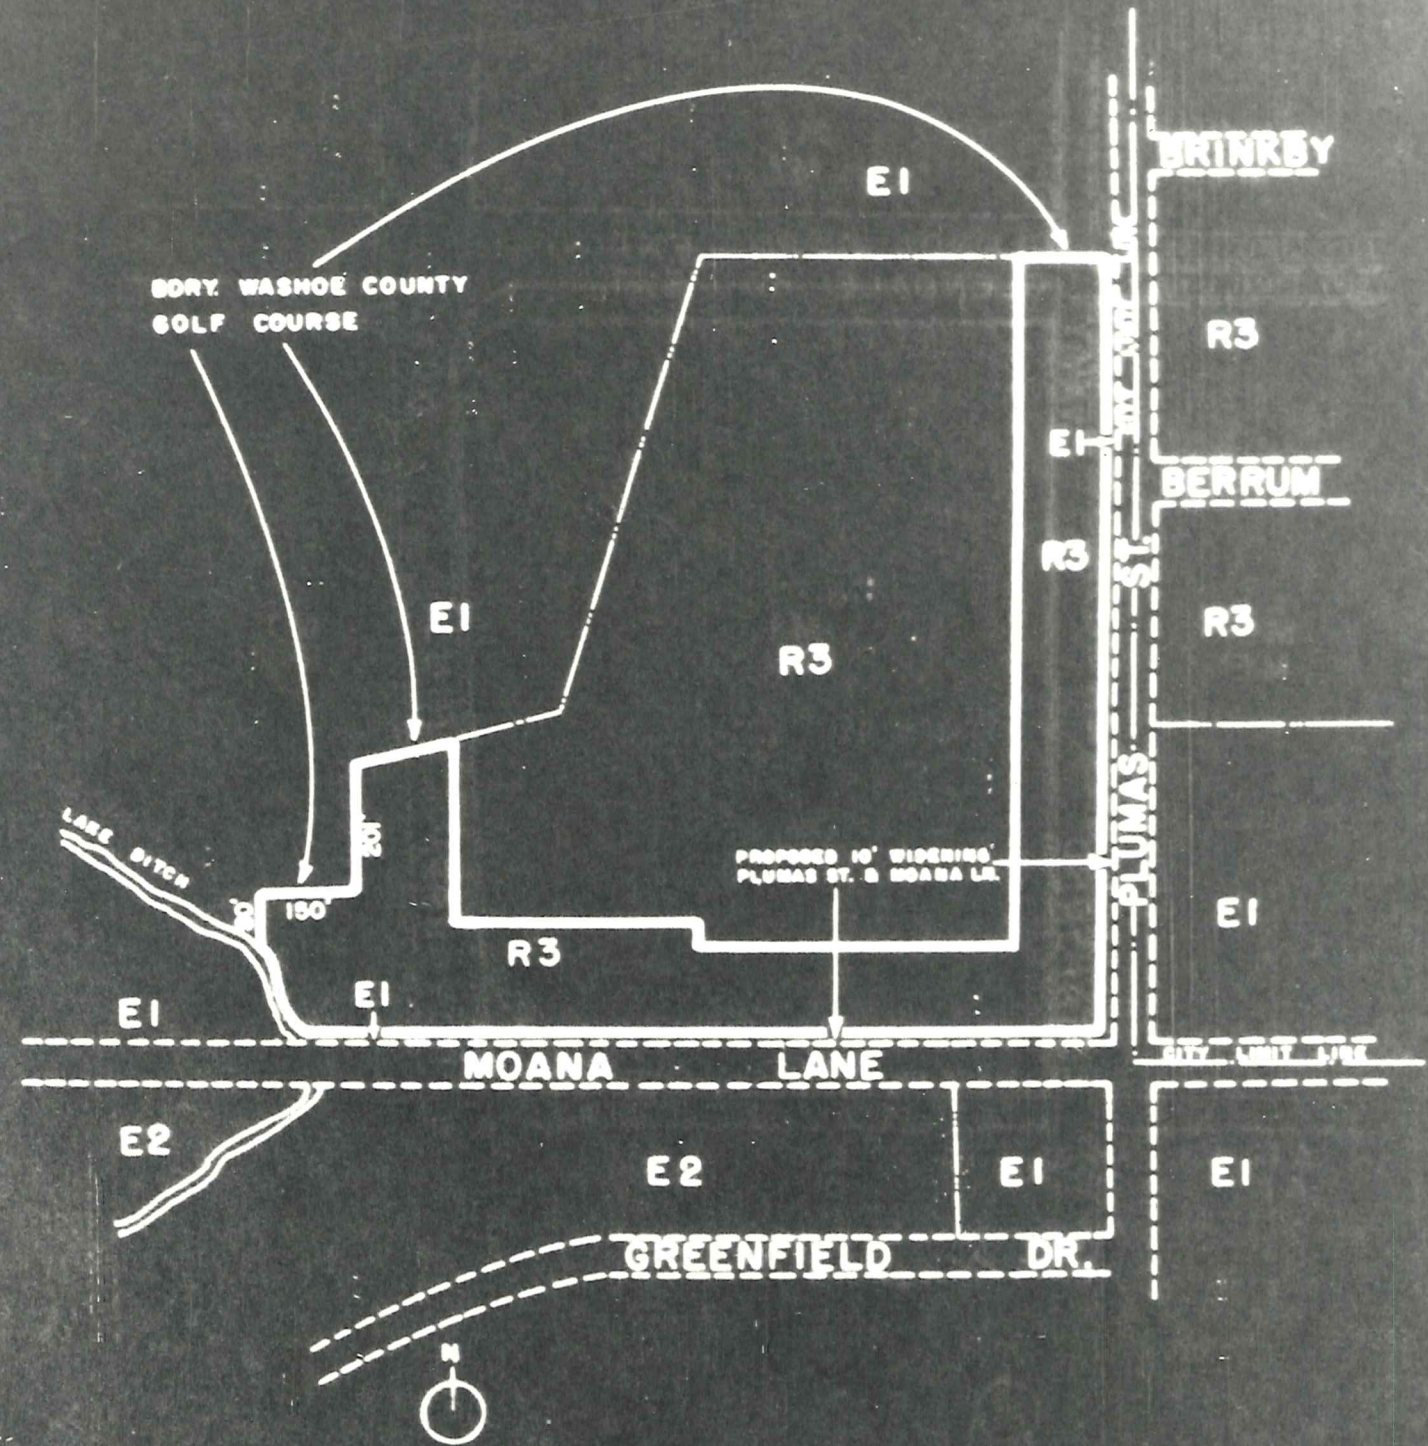 BRINKBY
E1
BDRY. WASHOE COUNTY
GOLF COURSE
R3
E1
BERRUM
R3
ST.
E1
R3
R3
PLUMAS
LAKE DITCH
150'
PROPOSED 10' WIDENING
PLUMAS ST. & MOANA LN.
E1
R3
E1
E1
MOANA LANE
CITY LIMIT LINE
E2
E2
E1
E1
GREENFIELD DR.
N